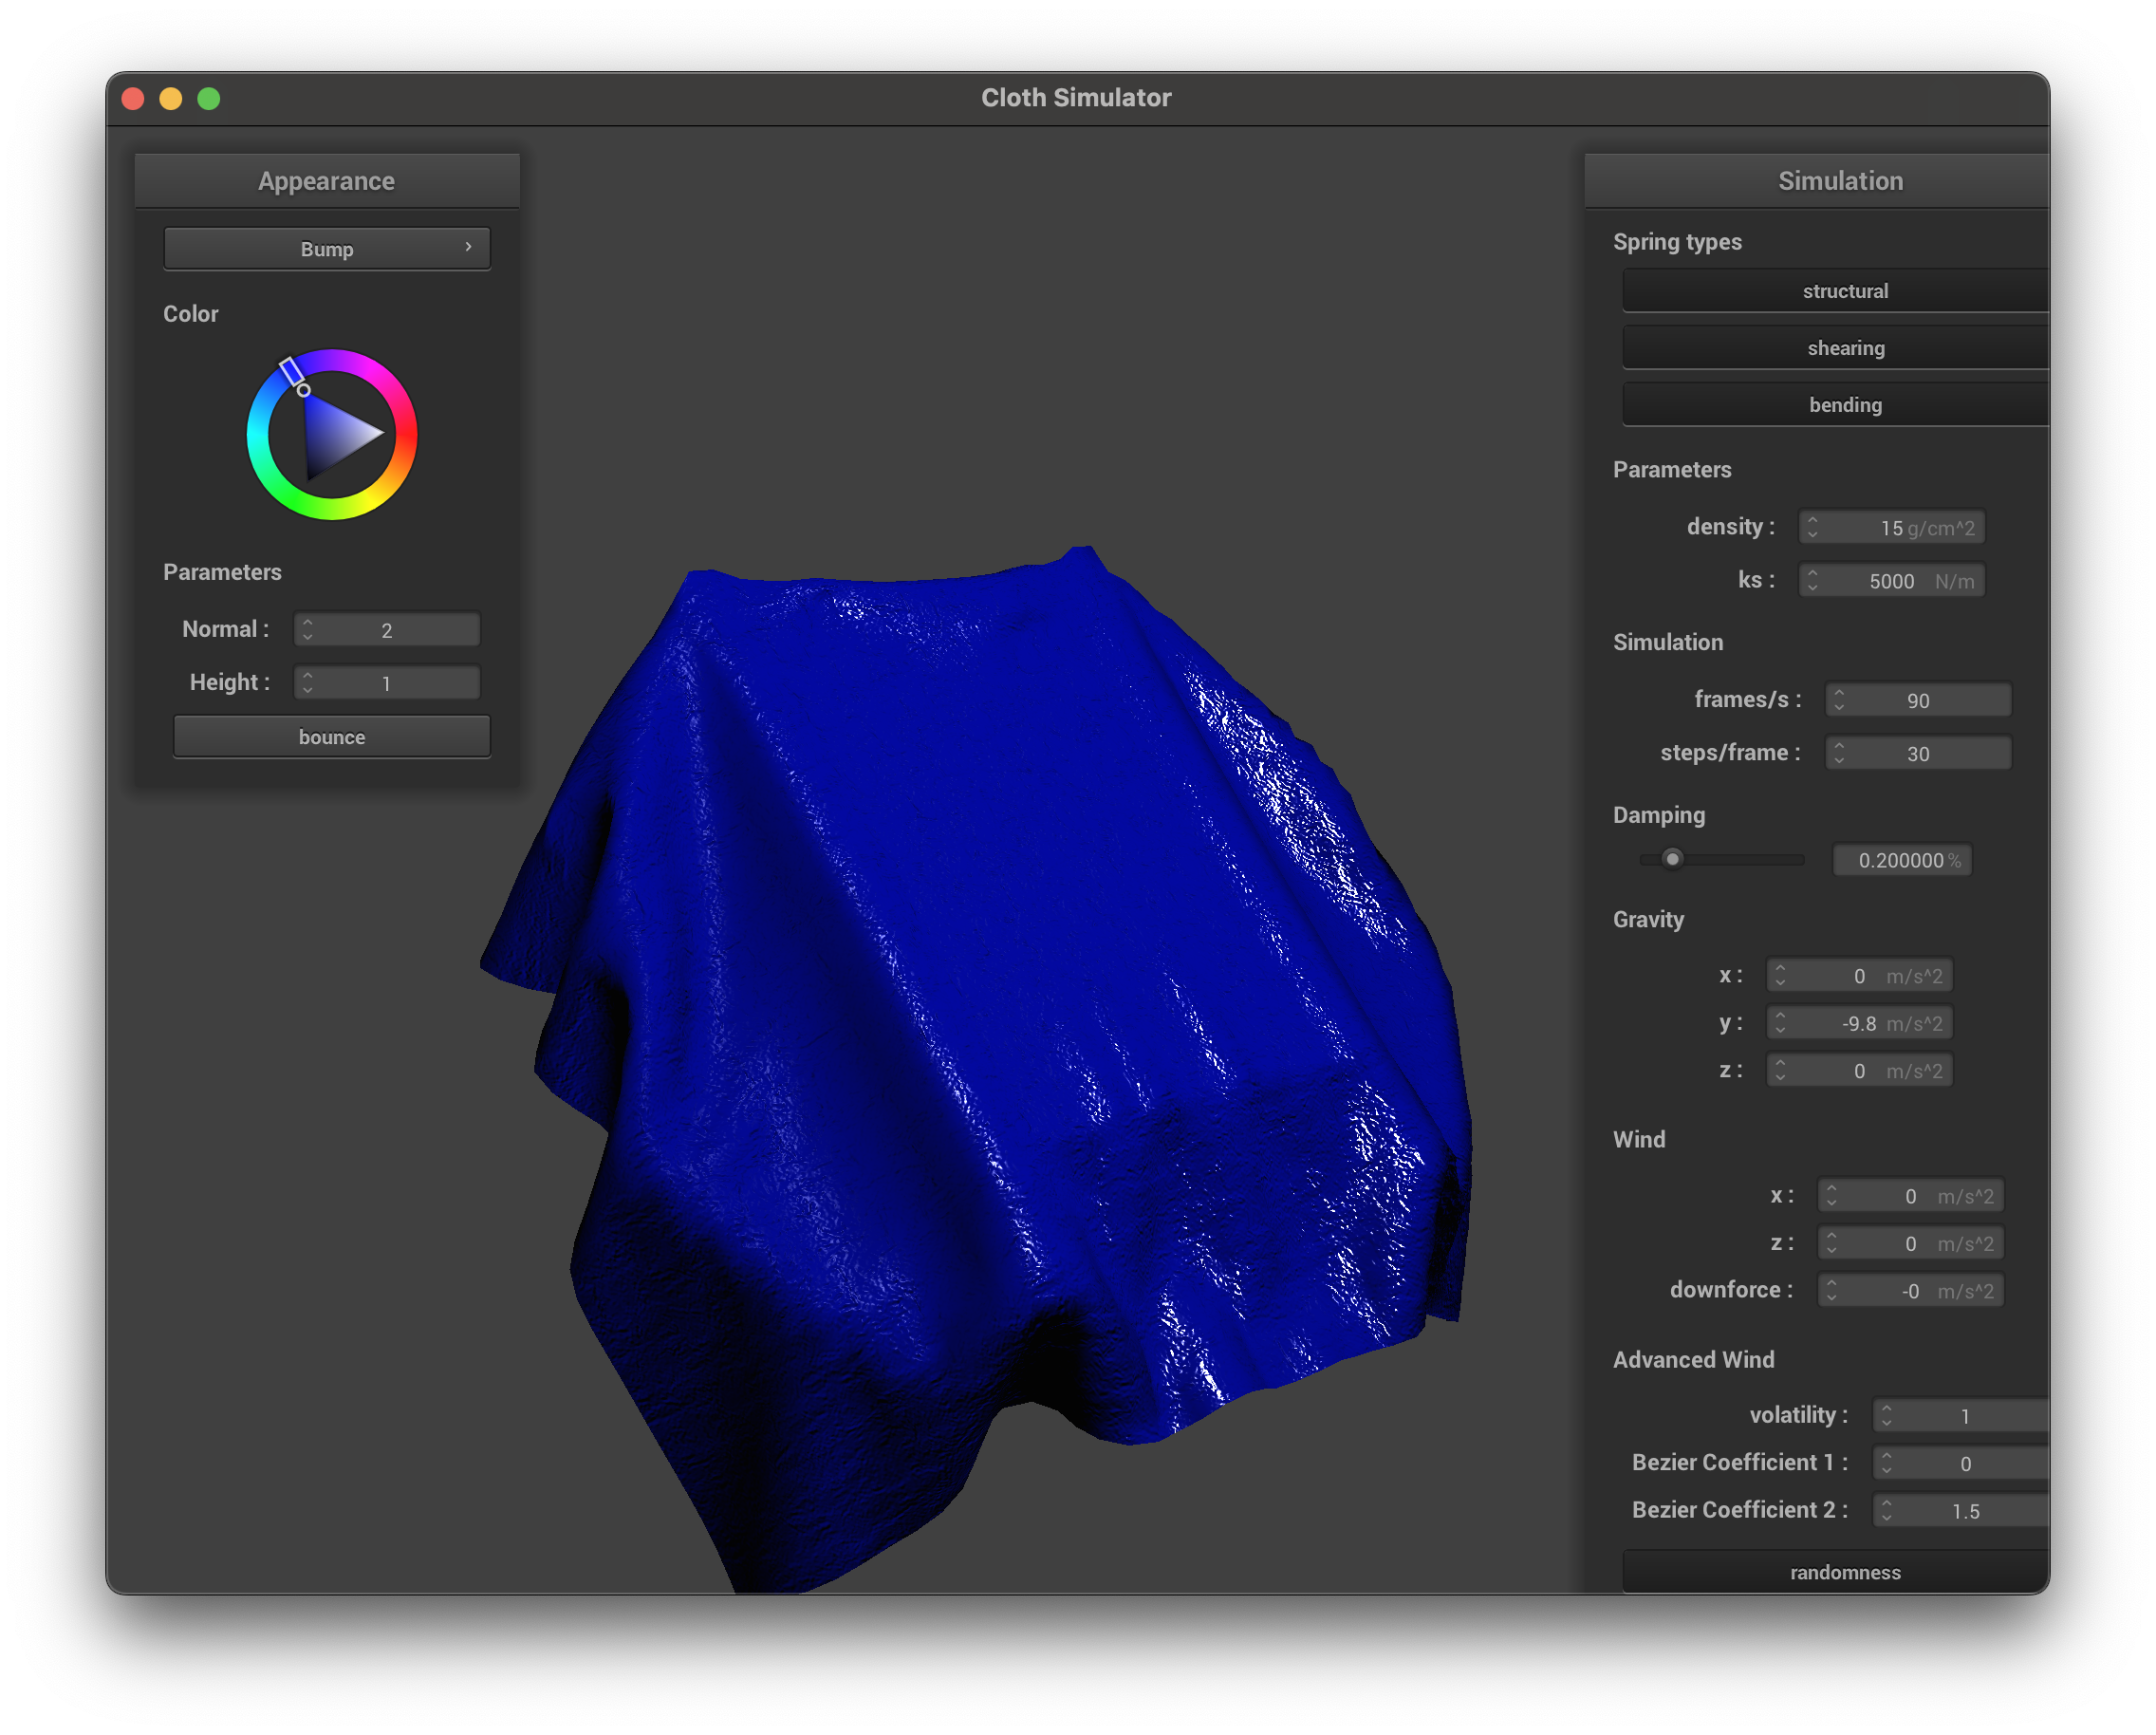 Cloth Simulator
Appearance
Bump
Color
Parameters
Normal : 2
Height : 1
bounce
Simulation
Spring types
structural
shearing
bending
Parameters
density : 15 g/cm^2
ks : 5000 N/m
Simulation
frames/s : 90
steps/frame : 30
Damping
0.200000 %
Gravity
x : 0 m/s^2
y : -9.8 m/s^2
z : 0 m/s^2
Wind
x : 0 m/s^2
z : 0 m/s^2
downforce : -0 m/s^2
Advanced Wind
volatility : 1
Bezier Coefficient 1 : 0
Bezier Coefficient 2 : 1.5
randomness